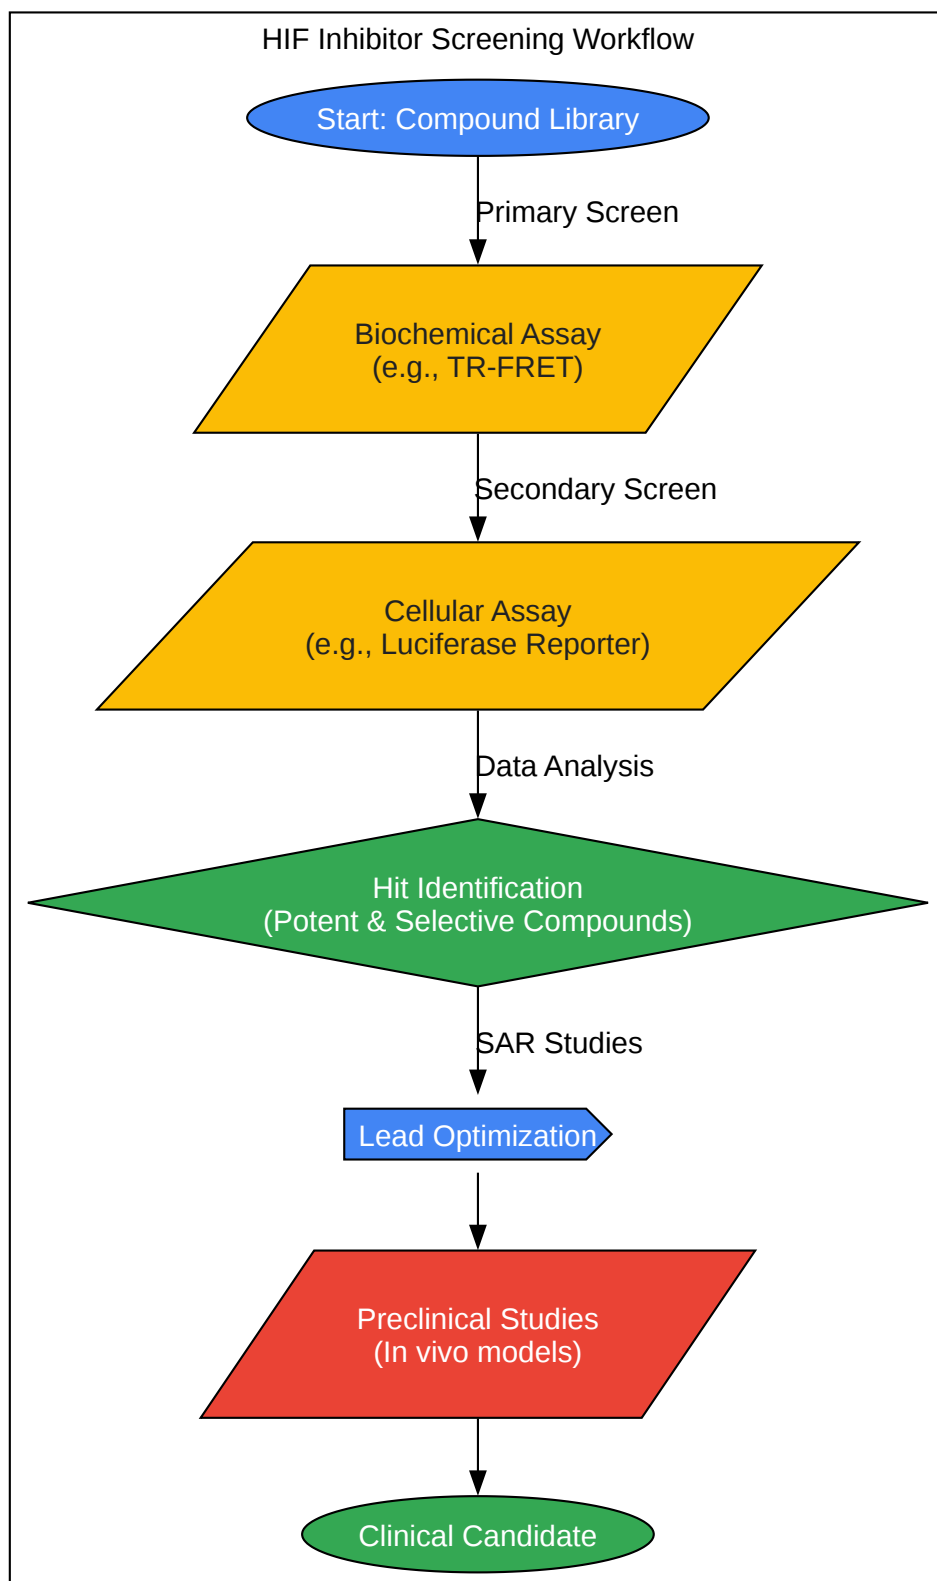 HIF Inhibitor Screening Workflow
Start: Compound Library
Primary Screen
Biochemical Assay
(e.g., TR-FRET)
Secondary Screen
Cellular Assay
(e.g., Luciferase Reporter)
Data Analysis
Hit Identification
(Potent & Selective Compounds)
SAR Studies
Lead Optimization
Preclinical Studies
(In vivo models)
Clinical Candidate